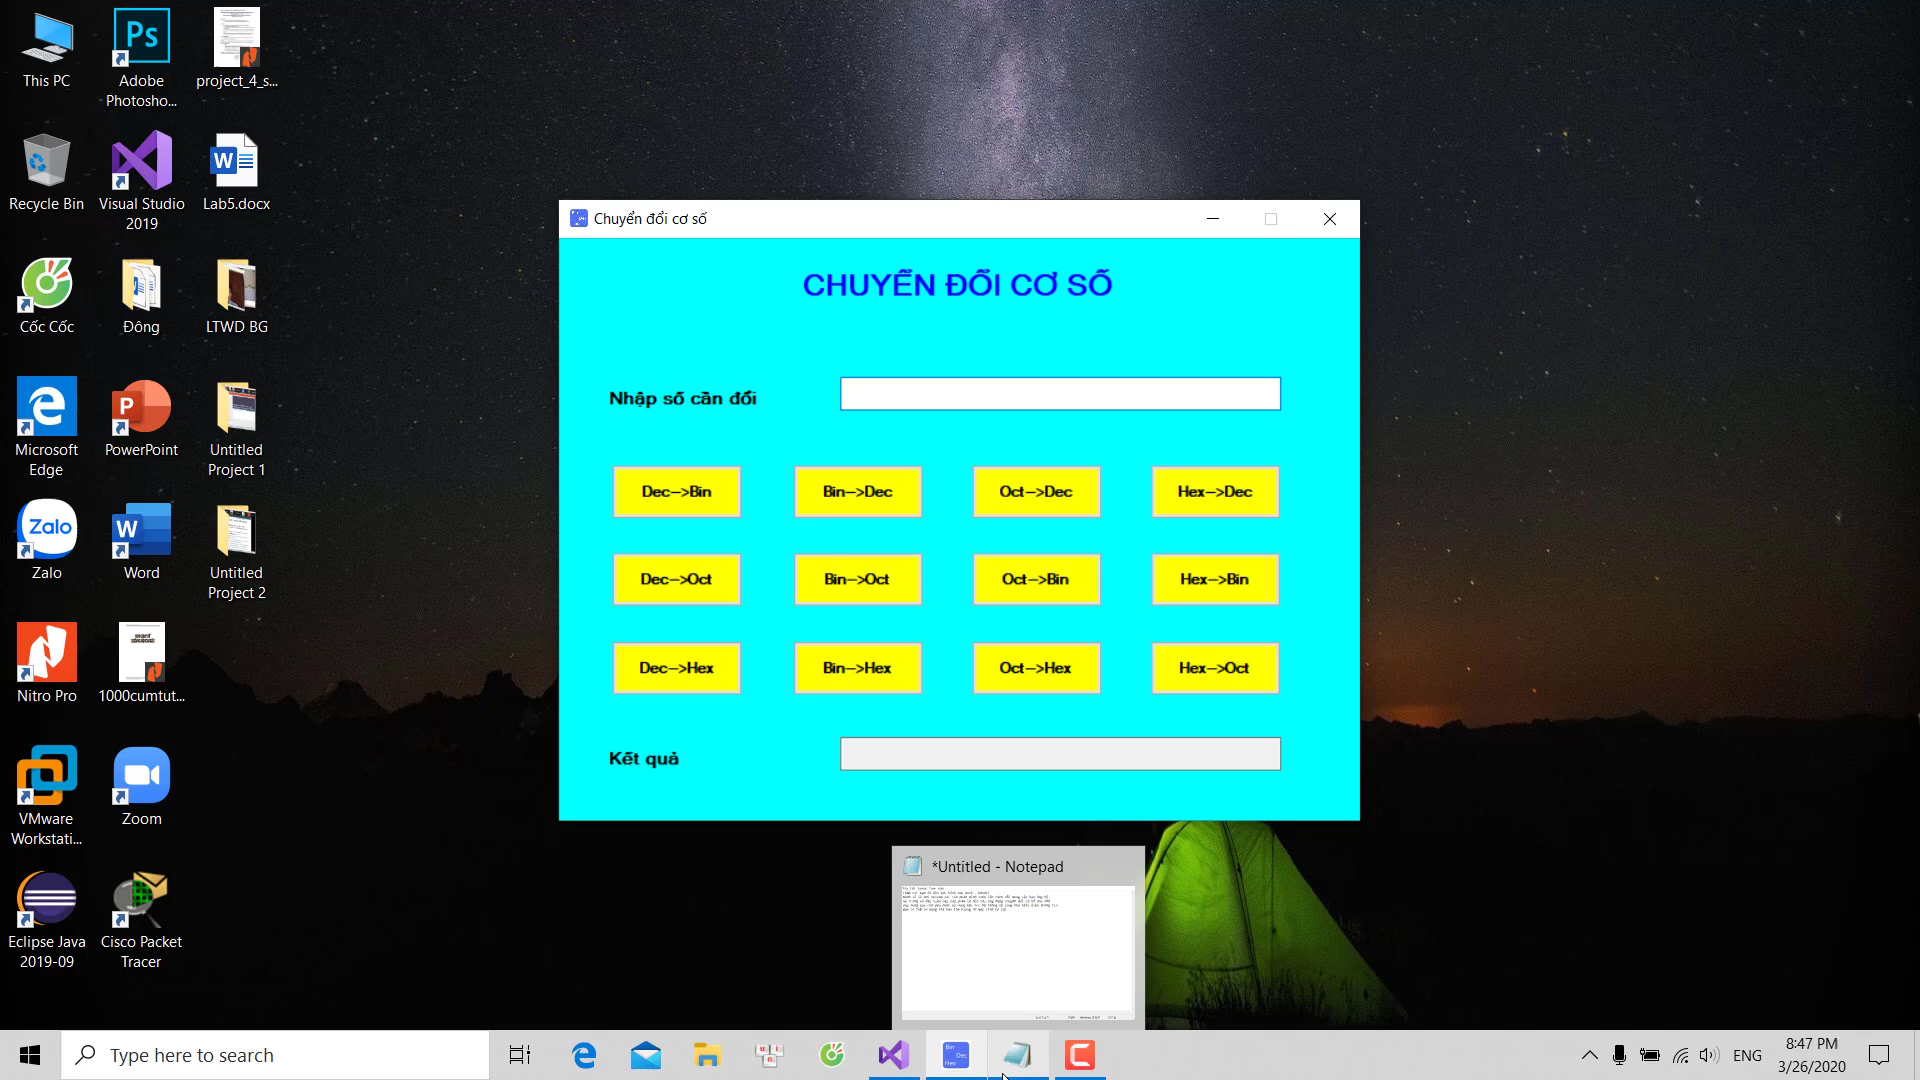 This PC
Adobe
Photosho...
project_4_s...
Recycle Bin
Visual Studio
2019
Lab5.docx
Cốc Cốc
Đông
LTWD BG
Microsoft
Edge
PowerPoint
Untitled
Project 1
Zalo
Zalo
Word
Untitled
Project 2
Nitro Pro
1000cumtut...
VMware
Workstati...
Zoom
Eclipse Java
2019-09
Cisco Packet
Tracer
Chuyển đổi cơ số
CHUYỂN ĐỔI CƠ SỐ
Nhập số cần đổi
Dec-->Bin
Bin-->Dec
Oct-->Dec
Hex-->Dec
Dec-->Oct
Bin-->Oct
Oct-->Bin
Hex-->Bin
Dec-->Hex
Bin-->Hex
Oct-->Hex
Hex-->Oct
Kết quả
*Untitled - Notepad
Type here to search
Bin
Dec
Hex
ENG
8:47 PM
3/26/2020